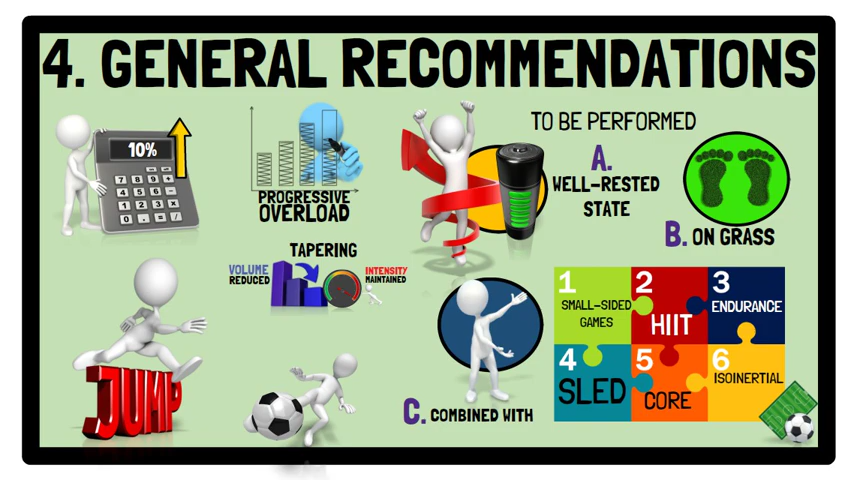 4. GENERAL RECOMMENDATIONS
10%
7 8 9 -
4 5 6 ×
1 2 3 +
0 . = /
PROGRESSIVE
OVERLOAD
TO BE PERFORMED
A.
WELL-RESTED
STATE
B. ON GRASS
TAPERING
VOLUME
REDUCED
INTENSITY
MAINTAINED
JUMP
C. COMBINED WITH
1
SMALL-SIDED
GAMES
2
HIIT
3
ENDURANCE
4
SLED
5
CORE
6
ISOINERTIAL